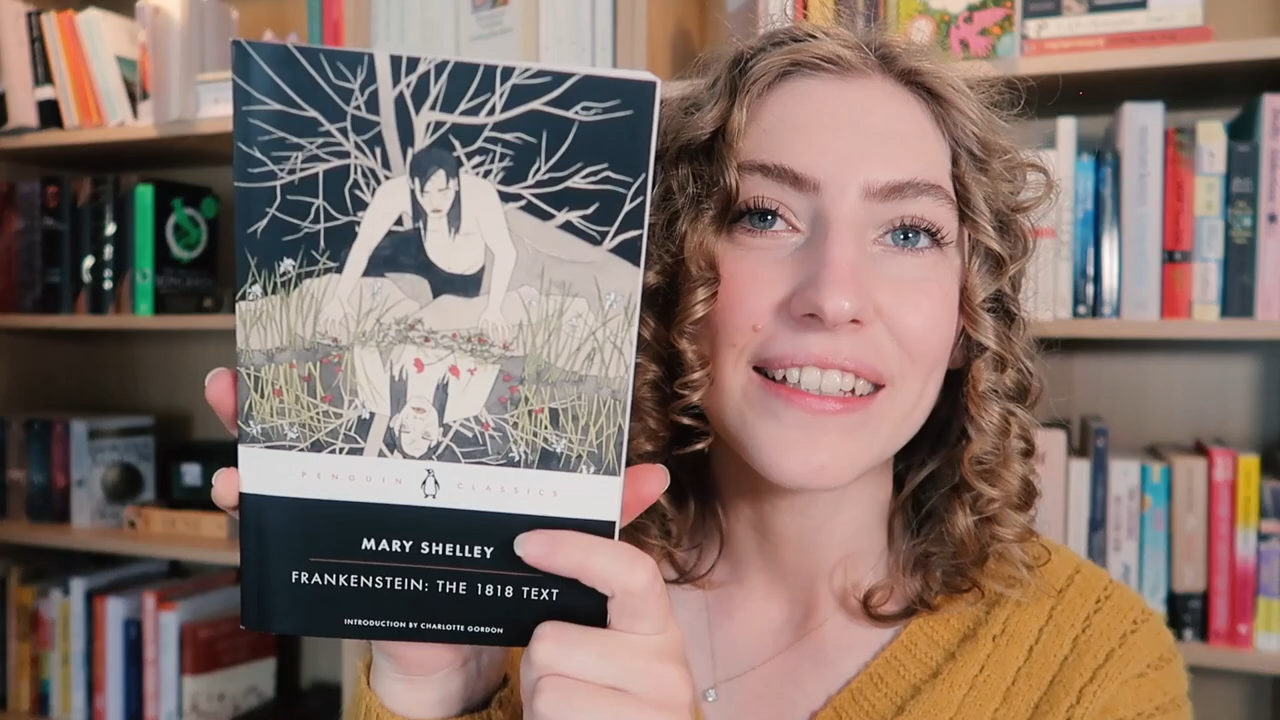 PENGUIN CLASSICS
MARY SHELLEY
FRANKENSTEIN: THE 1818 TEXT
INTRODUCTION BY CHARLOTTE GORDON